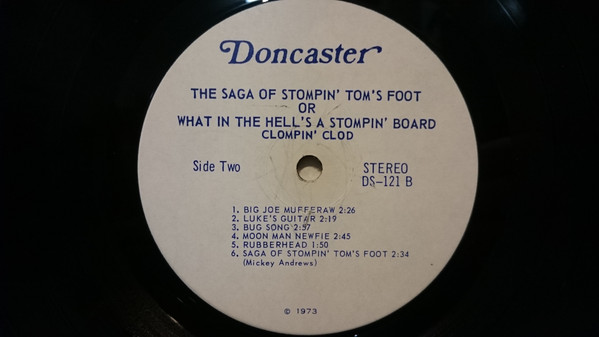 Doncaster
THE SAGA OF STOMPIN' TOM'S FOOT
OR
WHAT IN THE HELL'S A STOMPIN' BOARD
CLOMPIN' CLOD
Side Two
STEREO
DS-121 B
1. BIG JOE MUFFERAW 2:26
2. LUKE'S GUITAR 2:19
3. BUG SONG 2:57
4. MOON MAN NEWFIE 2:45
5. RUBBERHEAD 1:50
6. SAGA OF STOMPIN' TOM'S FOOT 2:34
(Mickey Andrews)
© 1973